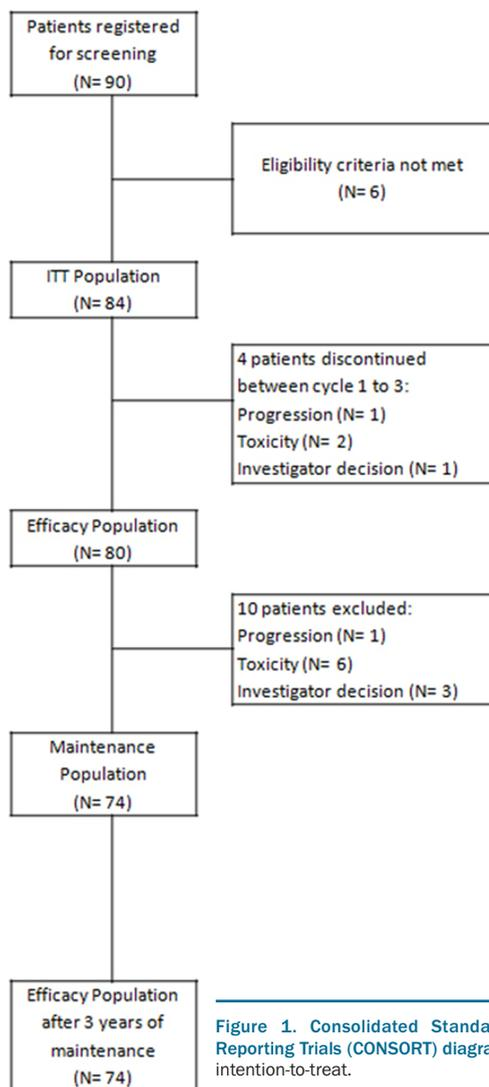 Patients registered
for screening
(N= 90)
Eligibility criteria not met
(N= 6)
ITT Population
(N= 84)
4 patients discontinued
between cycle 1 to 3:
Progression (N= 1)
Toxicity (N= 2)
Investigator decision (N= 1)
Efficacy Population
(N= 80)
10 patients excluded:
Progression (N= 1)
Toxicity (N= 6)
Investigator decision (N= 3)
Maintenance
Population
(N= 74)
Efficacy Population
after 3 years of
maintenance
(N= 74)
Figure 1. Consolidated Standa
Reporting Trials (CONSORT) diagra
intention-to-treat.